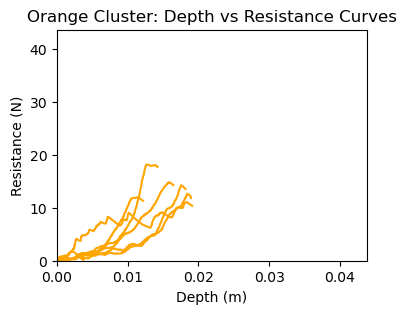 Orange Cluster: Depth vs Resistance Curves
40
30
20
10
0
Resistance (N)
0.00 0.01 0.02 0.03 0.04
Depth (m)